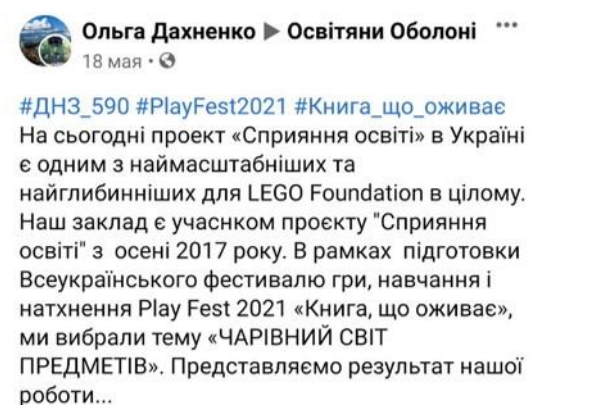 Ольга Дахненко ▶ Освітяни Оболоні ...
18 мая ·
#ДНЗ_590 #PlayFest2021 #Книга_що_оживає
На сьогодні проект «Сприяння освіті» в Україні
є одним з наймасштабніших та
найглибинніших для LEGO Foundation в цілому.
Наш заклад є учаснком проєкту "Сприяння
освіті" з осені 2017 року. В рамках підготовки
Всеукраїнського фестивалю гри, навчання і
натхнення Play Fest 2021 «Книга, що оживає»,
ми вибрали тему «ЧАРІВНИЙ СВІТ
ПРЕДМЕТІВ». Представляємо результат нашої
роботи...